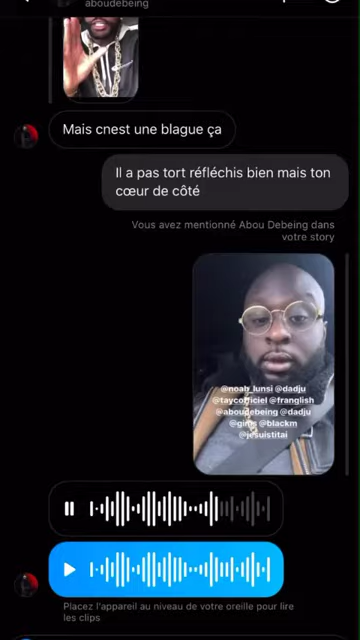 aboudebeing
Mais cnest une blague ça
Il a pas tort réfléchis bien mais ton
cœur de côté
Vous avez mentionné Abou Debeing dans
votre story
@noah_lunsi @dadju
@taycofficiel @franglish
@aboudebeing @dadju
@gims @blackm
@jesuistitai
Placez l'appareil au niveau de votre oreille pour lire
les clips